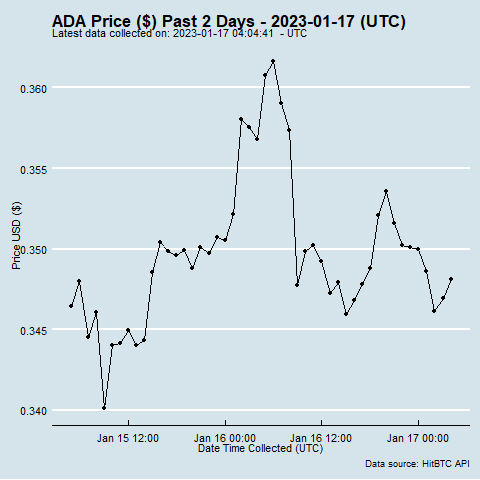 ADA Price ($) Past 2 Days - 2023-01-17 (UTC)
Latest data collected on: 2023-01-17 04:04:41 - UTC
0.360
0.355
0.350
0.345
0.340
Price USD ($)
Jan 15 12:00 Jan 16 00:00 Jan 16 12:00 Jan 17 00:00
Date Time Collected (UTC)
Data source: HitBTC API